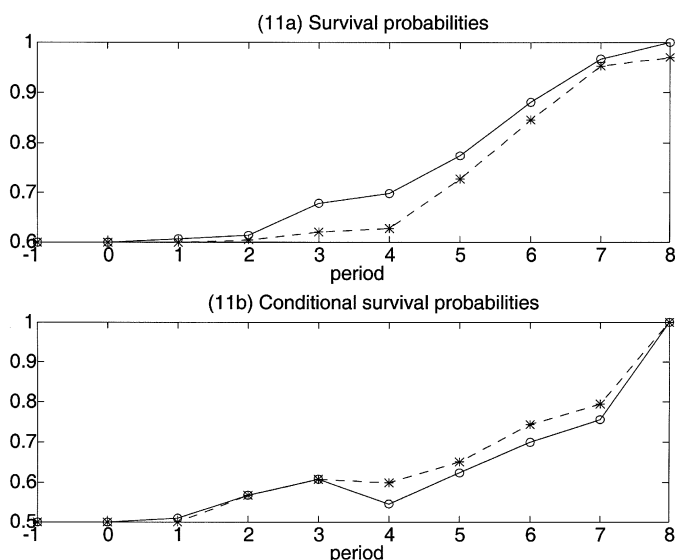 (11a) Survival probabilities
1
0.9
0.8
0.7
0.6
-1 0 1 2 3 4 5 6 7 8
period
(11b) Conditional survival probabilities
1
0.9
0.8
0.7
0.6
0.5
-1 0 1 2 3 4 5 6 7 8
period